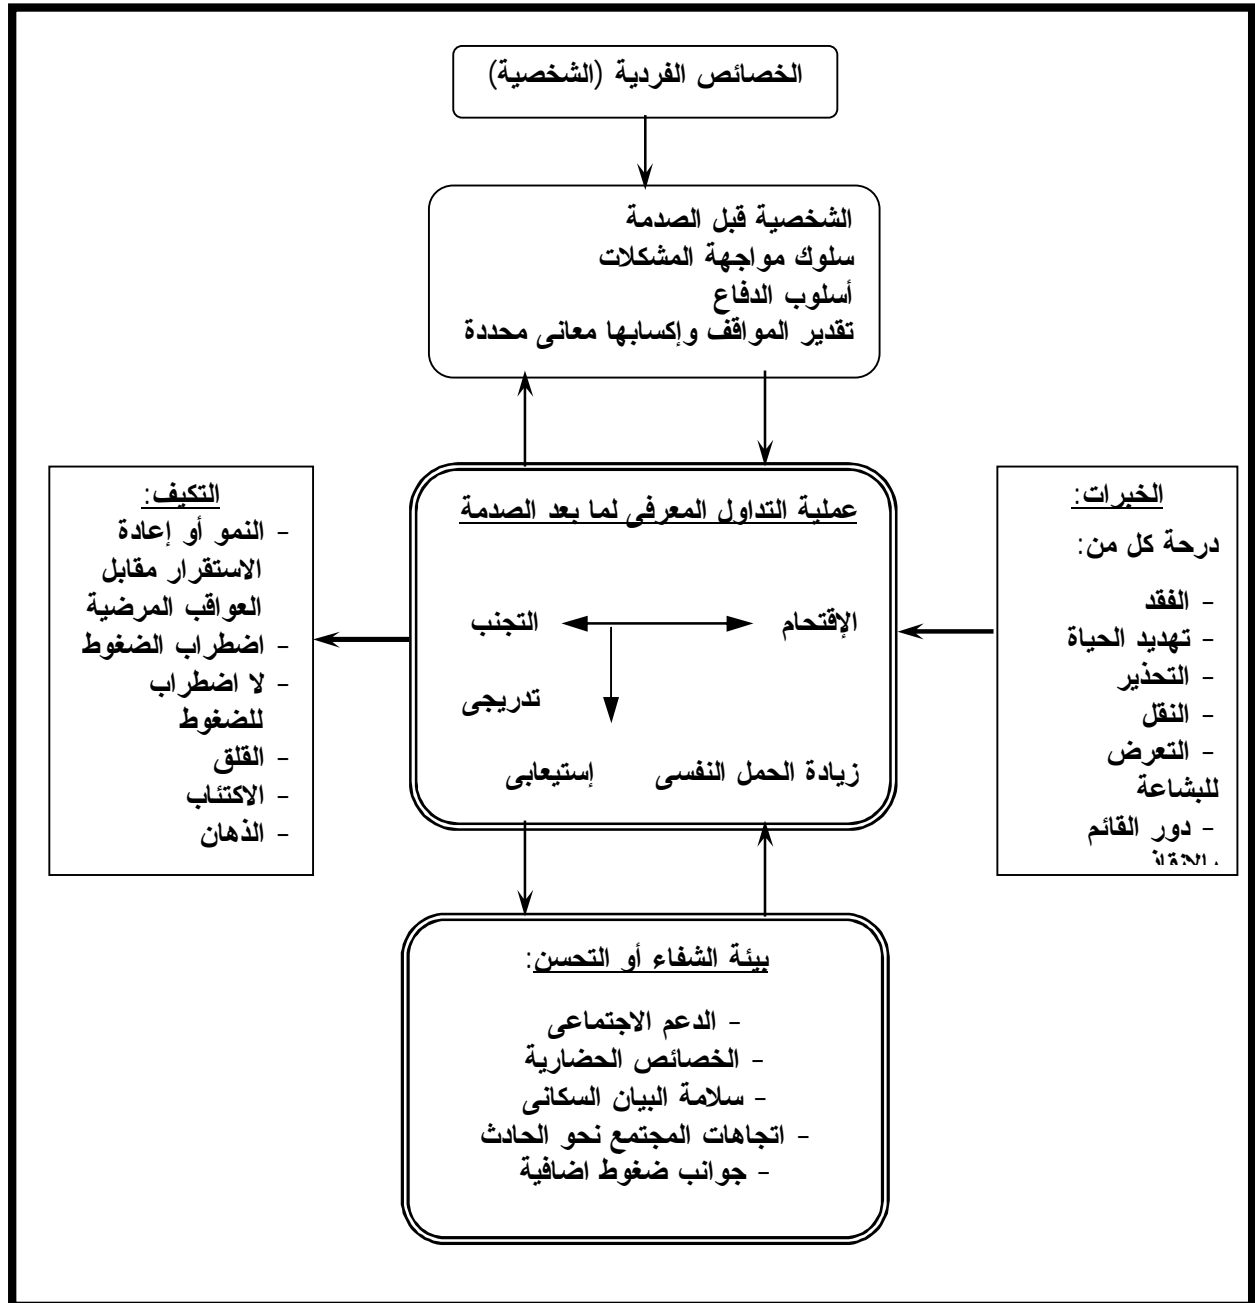 الخصائص الفردية (الشخصية)
الشخصية قبل الصدمة
سلوك مواجهة المشكلات
أسلوب الدفاع
تقدير المواقف وإكسابها معانى محددة
الخبرات:
درحة كل من:
- الفقد
- تهديد الحياة
- التحذير
- النقل
- التعرض
للبشاعة
- دور القائم
عملية التداول المعرفى لما بعد الصدمة
الإقتحام التجنب
تدريجى
زيادة الحمل النفسى إستيعابى
التكيف:
- النمو أو إعادة
الاستقرار مقابل
العواقب المرضية
- اضطراب الضغوط
- لا اضطراب
للضغوط
- القلق
- الاكتئاب
- الذهان
بيئة الشفاء أو التحسن:
- الدعم الاجتماعى
- الخصائص الحضارية
- سلامة البيان السكانى
- اتجاهات المجتمع نحو الحادث
- جوانب ضغوط اضافية